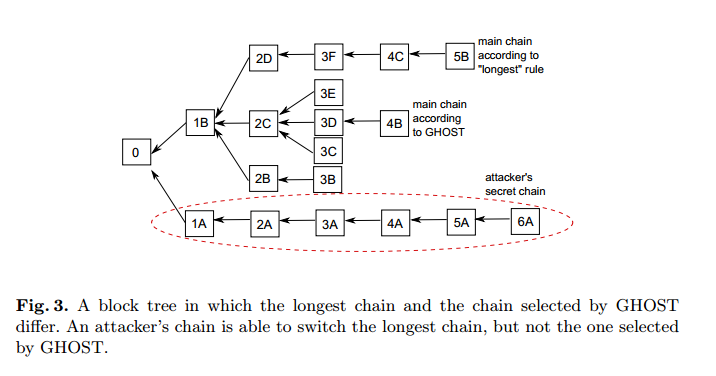 main chain
2D
3F
4C
5B
according to
"longest" rule
3E
main chain
1B
2C
3D
4B
according
to GHOST
0
3C
2B
3B
attacker's
secret chain
1A
2A
3A
4A
5A
6A
Fig. 3. A block tree in which the longest chain and the chain selected by GHOST
differ. An attacker's chain is able to switch the longest chain, but not the one selected
by GHOST.